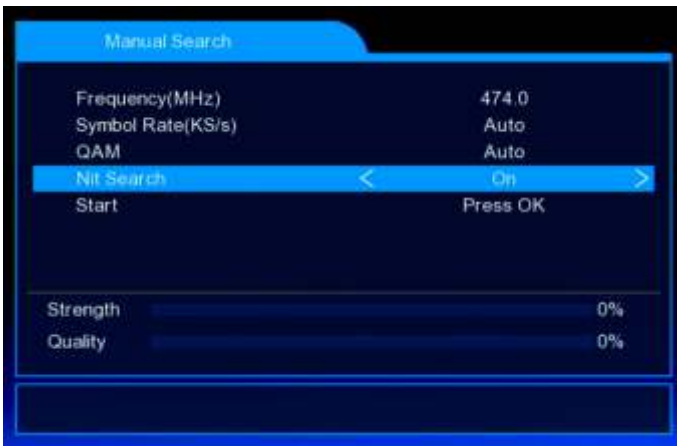 Manual Search
Frequency(MHz) 474.0
Symbol Rate(KS/s) Auto
QAM Auto
Nit Search < On >
Start Press OK
Strength 0%
Quality 0%